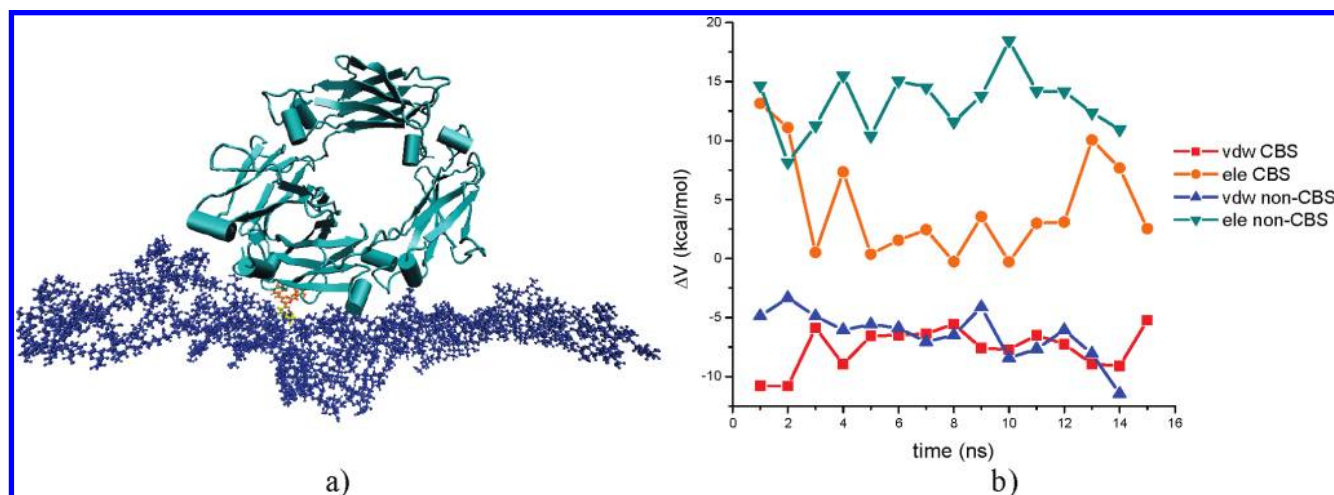 20
15
10
5
0
-5
-10
ΔV (kcal/mol)
0 2 4 6 8 10 12 14 16
time (ns)
vdw CBS
ele CBS
vdw non-CBS
ele non-CBS
a)
b)